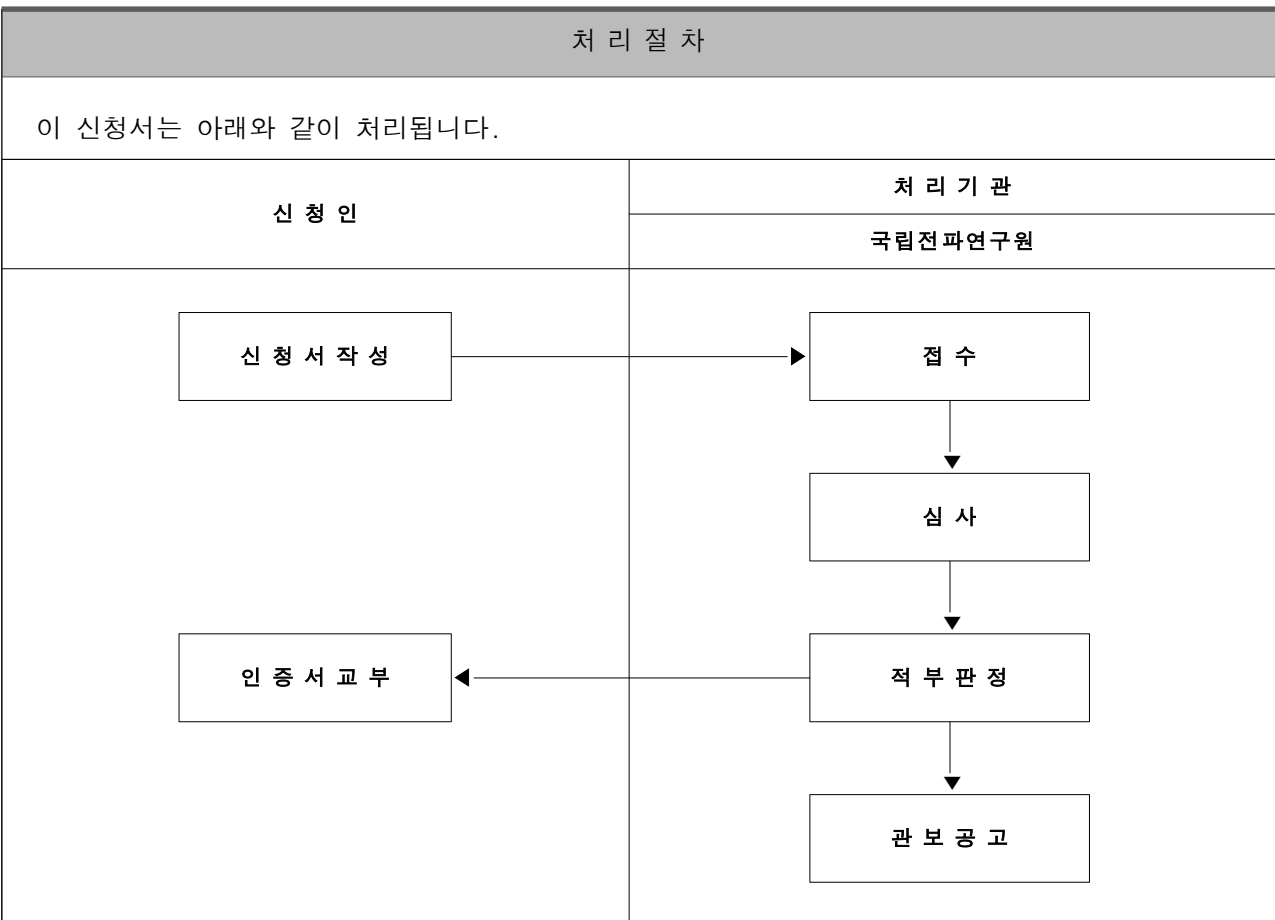 처 리 절 차
이 신청서는 아래와 같이 처리됩니다.
신 청 인
처 리 기 관
국립전파연구원
신 청 서 작 성
접 수
심 사
인 증 서 교 부
적 부 판 정
관 보 공 고